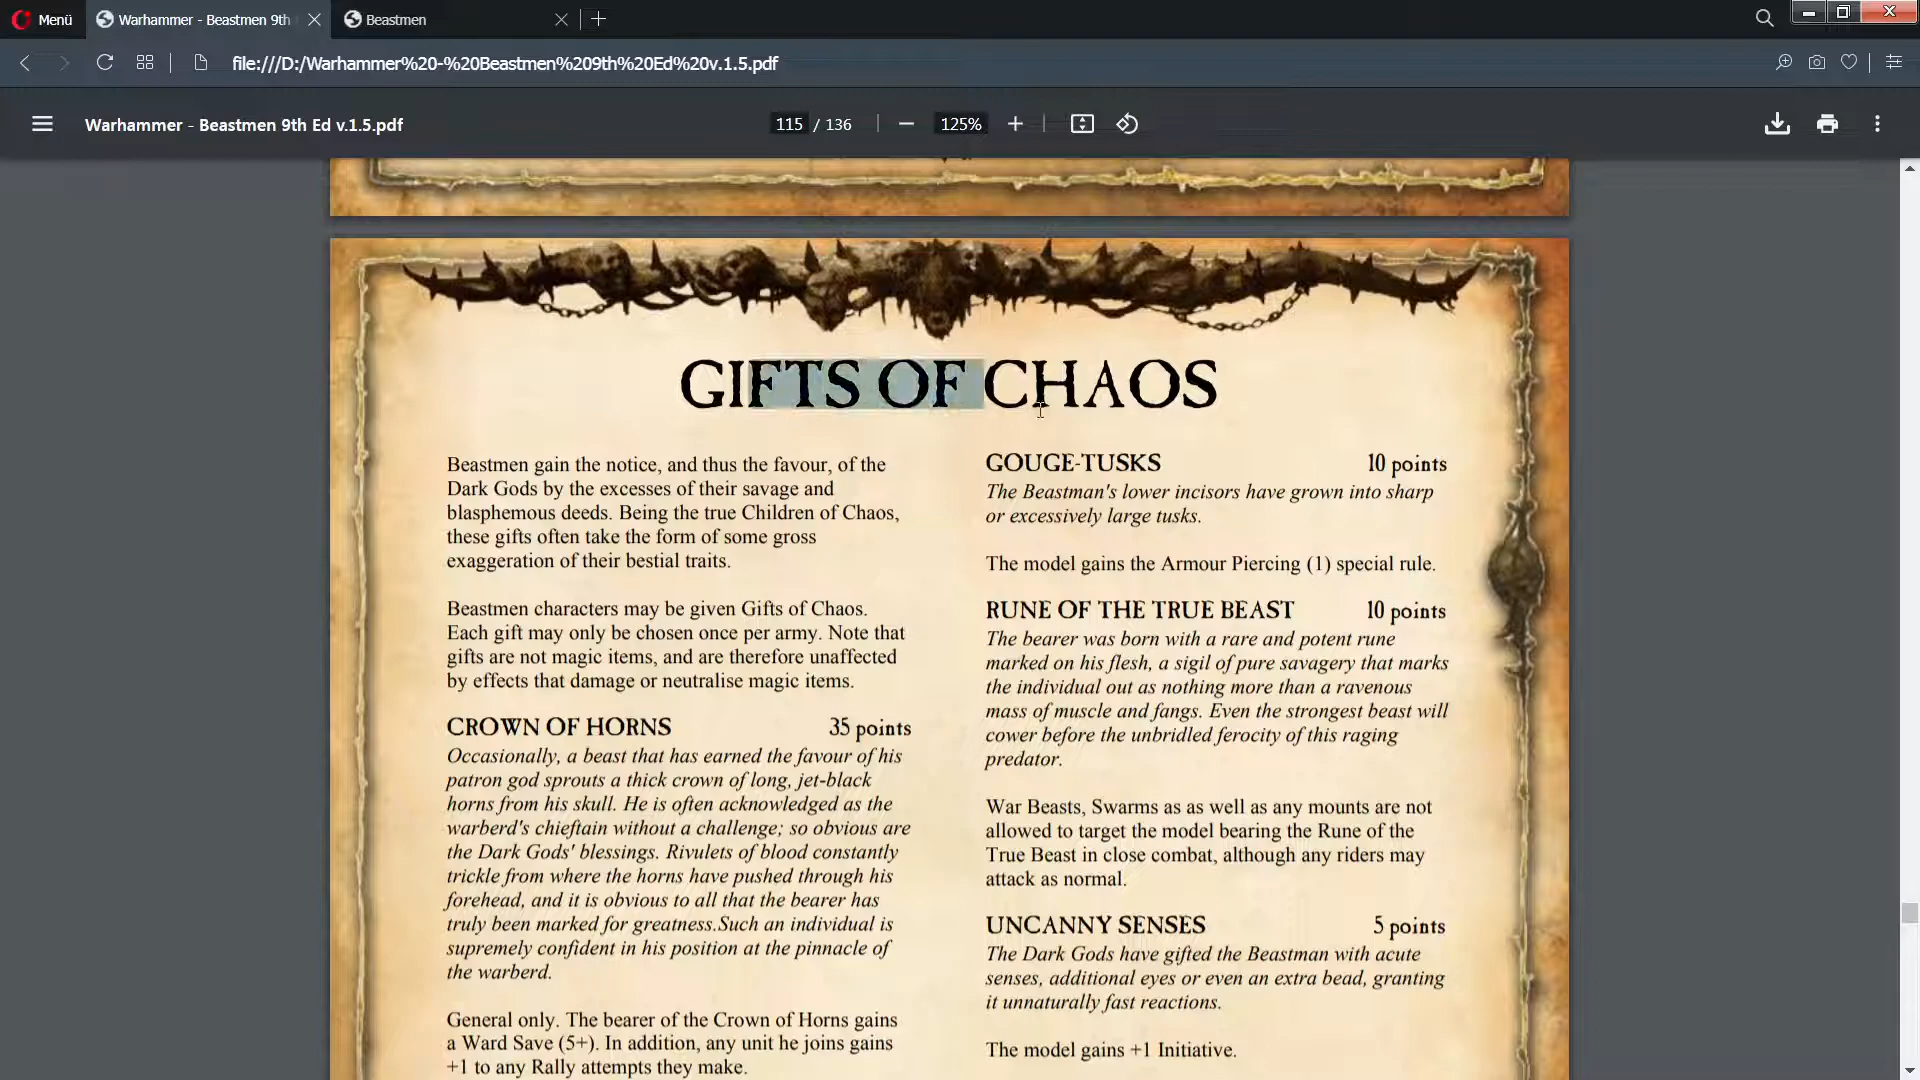 Menü
Warhammer - Beastmen 9th
Beastmen
file:///D:/Warhammer%20-%20Beastmen%209th%20Ed%20v.1.5.pdf
Warhammer - Beastmen 9th Ed v.1.5.pdf
115 / 136
125%
GIFTS OF CHAOS
Beastmen gain the notice, and thus the favour, of the
Dark Gods by the excesses of their savage and
blasphemous deeds. Being the true Children of Chaos,
these gifts often take the form of some gross
exaggeration of their bestial traits.
Beastmen characters may be given Gifts of Chaos.
Each gift may only be chosen once per army. Note that
gifts are not magic items, and are therefore unaffected
by effects that damage or neutralise magic items.
CROWN OF HORNS 35 points
Occasionally, a beast that has earned the favour of his
patron god sprouts a thick crown of long, jet-black
horns from his skull. He is often acknowledged as the
warberd's chieftain without a challenge; so obvious are
the Dark Gods' blessings. Rivulets of blood constantly
trickle from where the horns have pushed through his
forehead, and it is obvious to all that the bearer has
truly been marked for greatness.Such an individual is
supremely confident in his position at the pinnacle of
the warberd.
General only. The bearer of the Crown of Horns gains
a Ward Save (5+). In addition, any unit he joins gains
+1 to any Rally attempts they make.
GOUGE-TUSKS 10 points
The Beastman's lower incisors have grown into sharp
or excessively large tusks.
The model gains the Armour Piercing (1) special rule.
RUNE OF THE TRUE BEAST 10 points
The bearer was born with a rare and potent rune
marked on his flesh, a sigil of pure savagery that marks
the individual out as nothing more than a ravenous
mass of muscle and fangs. Even the strongest beast will
cower before the unbridled ferocity of this raging
predator.
War Beasts, Swarms as as well as any mounts are not
allowed to target the model bearing the Rune of the
True Beast in close combat, although any riders may
attack as normal.
UNCANNY SENSES 5 points
The Dark Gods have gifted the Beastman with acute
senses, additional eyes or even an extra bead, granting
it unnaturally fast reactions.
The model gains +1 Initiative.